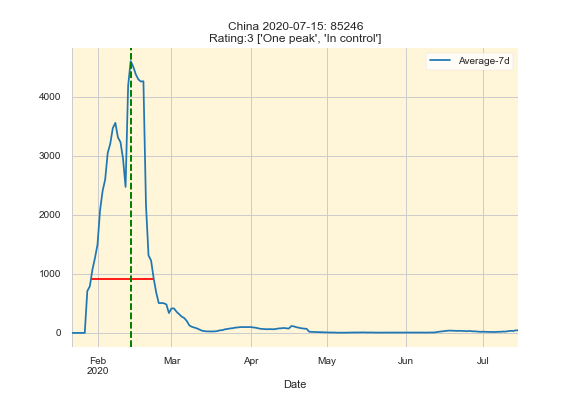 China 2020-07-15: 85246
Rating:3 ['One peak', 'In control']
Average-7d
4000
3000
2000
1000
0
Feb
2020
Mar
Apr
May
Jun
Jul
Date